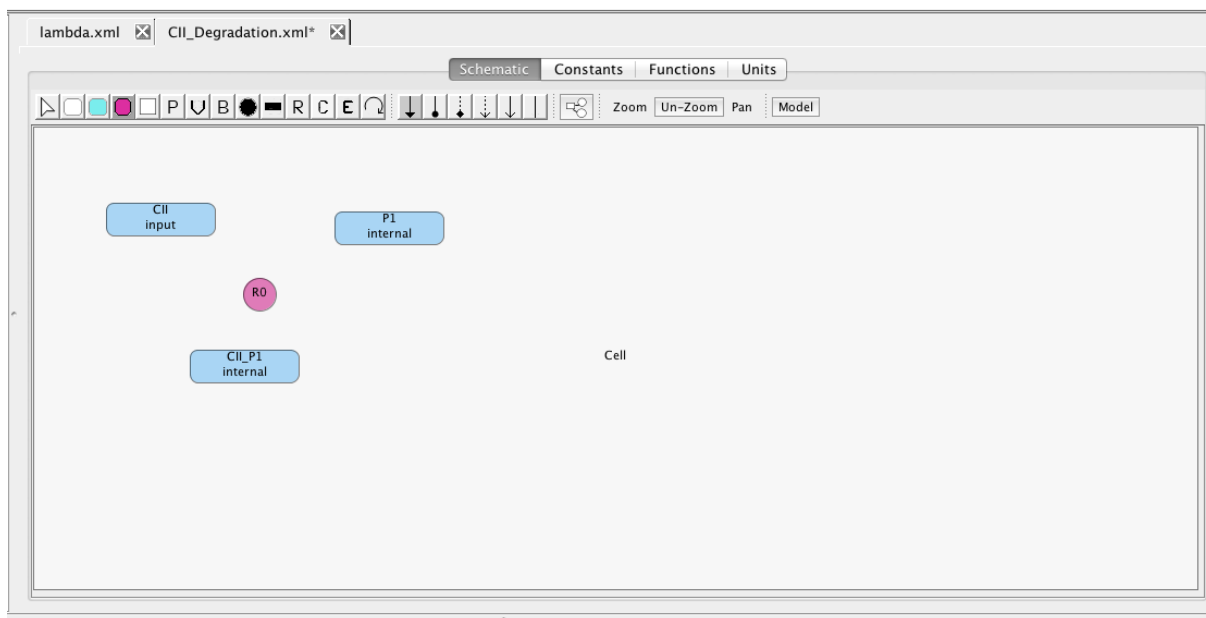 lambda.xml CII_Degradation.xml*
Schematic Constants Functions Units
P V B R C E Zoom Un-Zoom Pan Model
CII
input
P1
internal
R0
CII_P1
internal
Cell